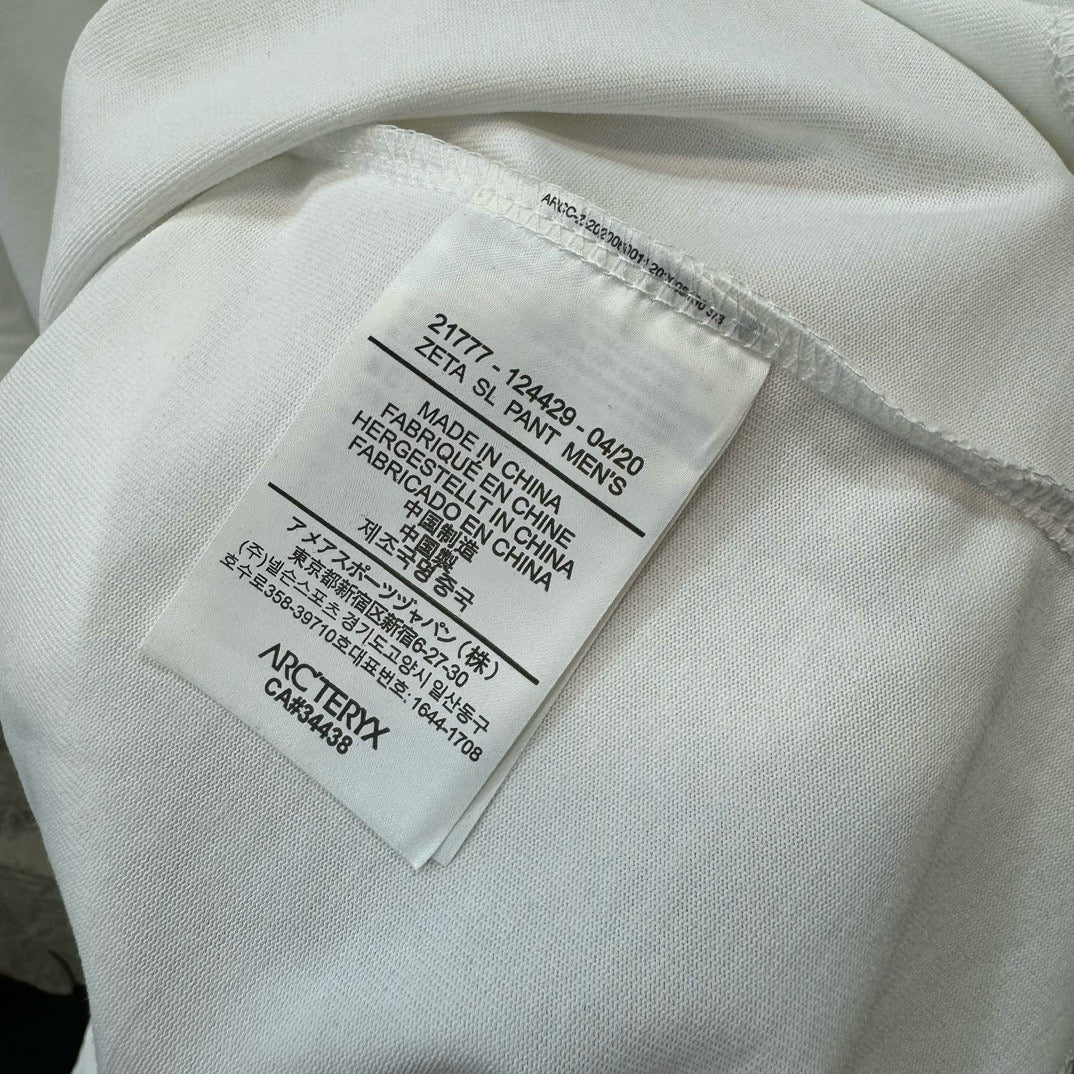 21777 - 124429 - 04/20
ZETA SL PANT MEN'S
MADE IN CHINA
FABRIQUÉ EN CHINE
HERGESTELLT IN CHINA
FABRICADO EN CHINA
中国制造
中国製
제조국명 중국
アメアスポーツジャパン(株)
東京都新宿区新宿6-27-30
(주)넬슨스포츠 경기도고양시 일산동구
호수로358-39710호대표번호: 1644-1708
ARC'TERYX
CA#34438